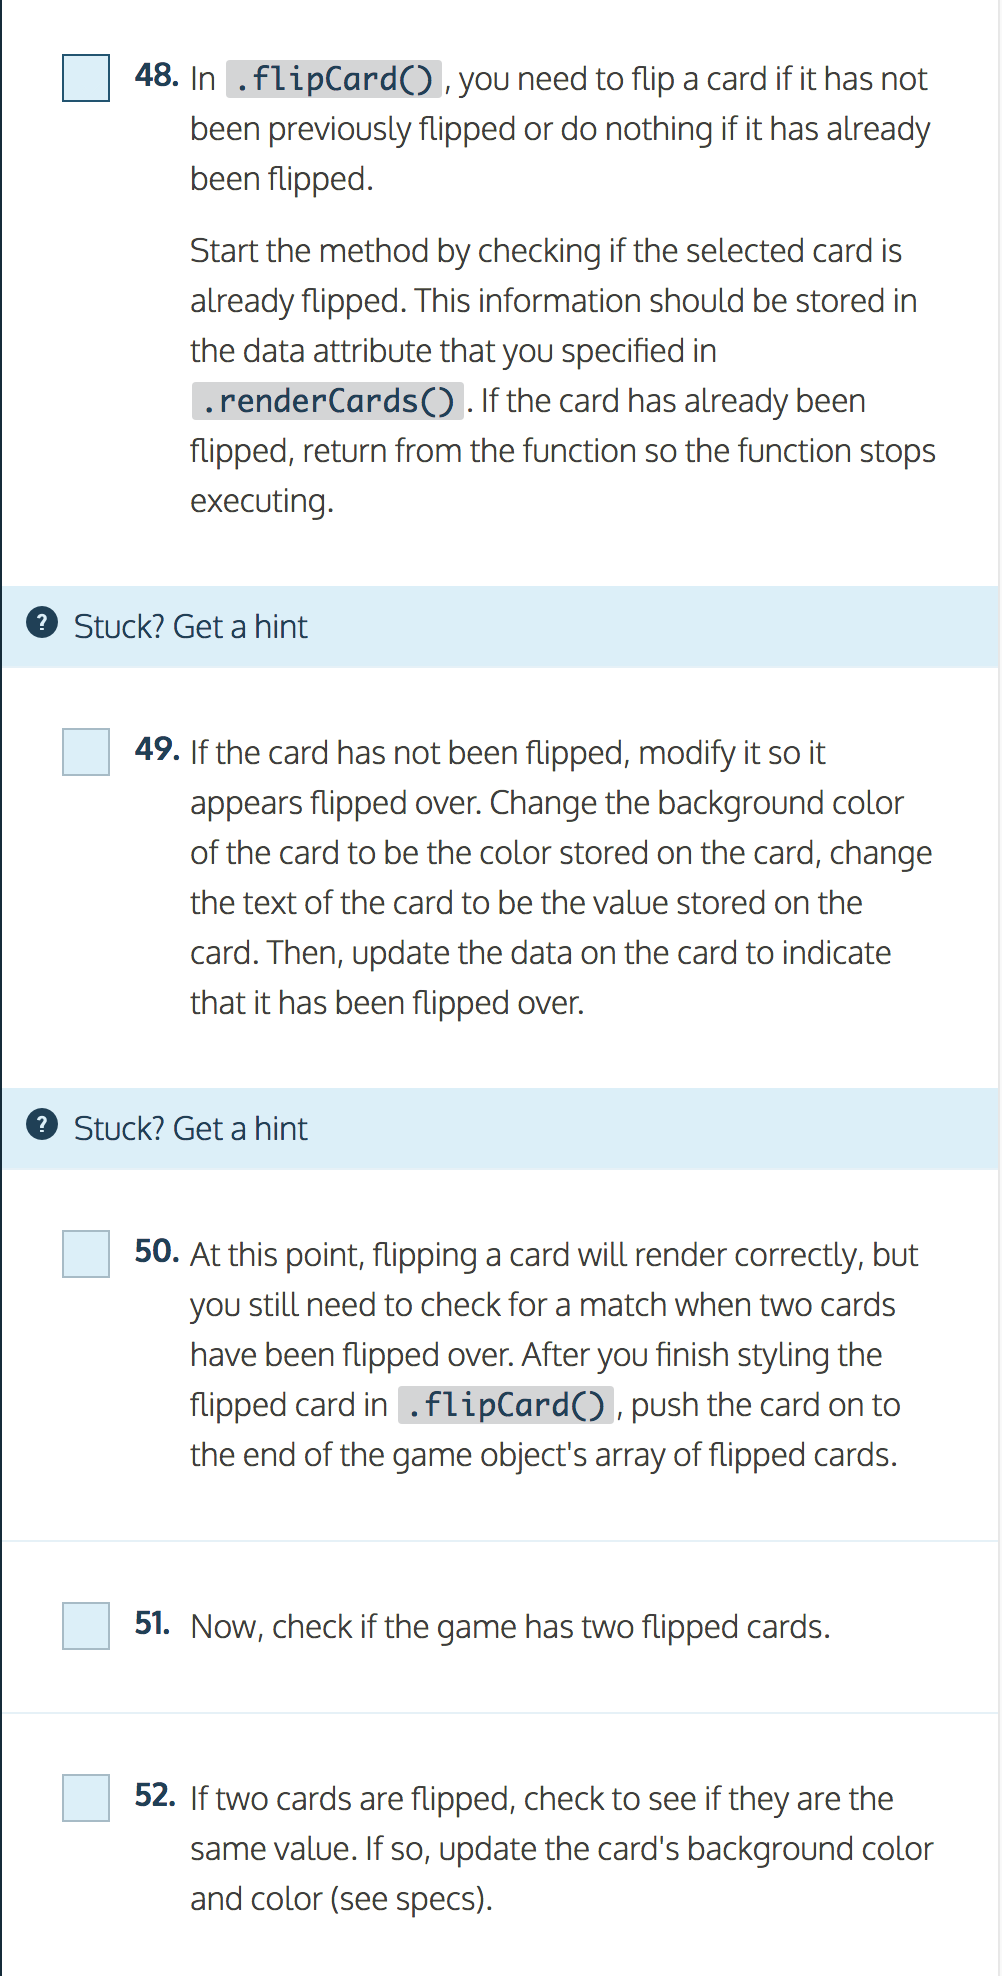 48. In .flipCard(), you need to flip a card if it has not
been previously flipped or do nothing if it has already
been flipped.
Start the method by checking if the selected card is
already flipped. This information should be stored in
the data attribute that you specified in
.renderCards(). If the card has already been
flipped, return from the function so the function stops
executing.
? Stuck? Get a hint
49. If the card has not been flipped, modify it so it
appears flipped over. Change the background color
of the card to be the color stored on the card, change
the text of the card to be the value stored on the
card. Then, update the data on the card to indicate
that it has been flipped over.
? Stuck? Get a hint
50. At this point, flipping a card will render correctly, but
you still need to check for a match when two cards
have been flipped over. After you finish styling the
flipped card in .flipCard(), push the card on to
the end of the game object's array of flipped cards.
51. Now, check if the game has two flipped cards.
52. If two cards are flipped, check to see if they are the
same value. If so, update the card's background color
and color (see specs).